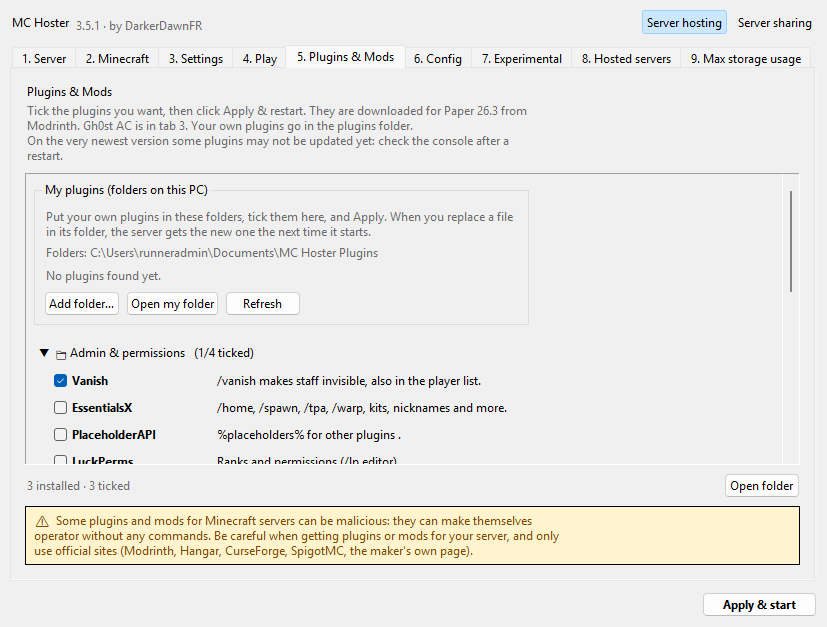 MC Hoster 3.5.1 · by DarkerDawnFR
Server hosting
Server sharing
1. Server
2. Minecraft
3. Settings
4. Play
5. Plugins & Mods
6. Config
7. Experimental
8. Hosted servers
9. Max storage usage
Plugins & Mods
Tick the plugins you want, then click Apply & restart. They are downloaded for Paper 26.3 from
Modrinth. Gh0st AC is in tab 3. Your own plugins go in the plugins folder.
On the very newest version some plugins may not be updated yet: check the console after a
restart.
My plugins (folders on this PC)
Put your own plugins in these folders, tick them here, and Apply. When you replace a file
in its folder, the server gets the new one the next time it starts.
Folders: C:\Users\runneradmin\Documents\MC Hoster Plugins
No plugins found yet.
Add folder...
Open my folder
Refresh
Admin & permissions (1/4 ticked)
Vanish /vanish makes staff invisible, also in the player list.
EssentialsX /home, /spawn, /tpa, /warp, kits, nicknames and more.
PlaceholderAPI %placeholders% for other plugins .
LuckPerms Ranks and permissions (/lp editor)
3 installed · 3 ticked
Open folder
⚠ Some plugins and mods for Minecraft servers can be malicious: they can make themselves
operator without any commands. Be careful when getting plugins or mods for your server, and only
use official sites (Modrinth, Hangar, CurseForge, SpigotMC, the maker's own page).
Apply & start